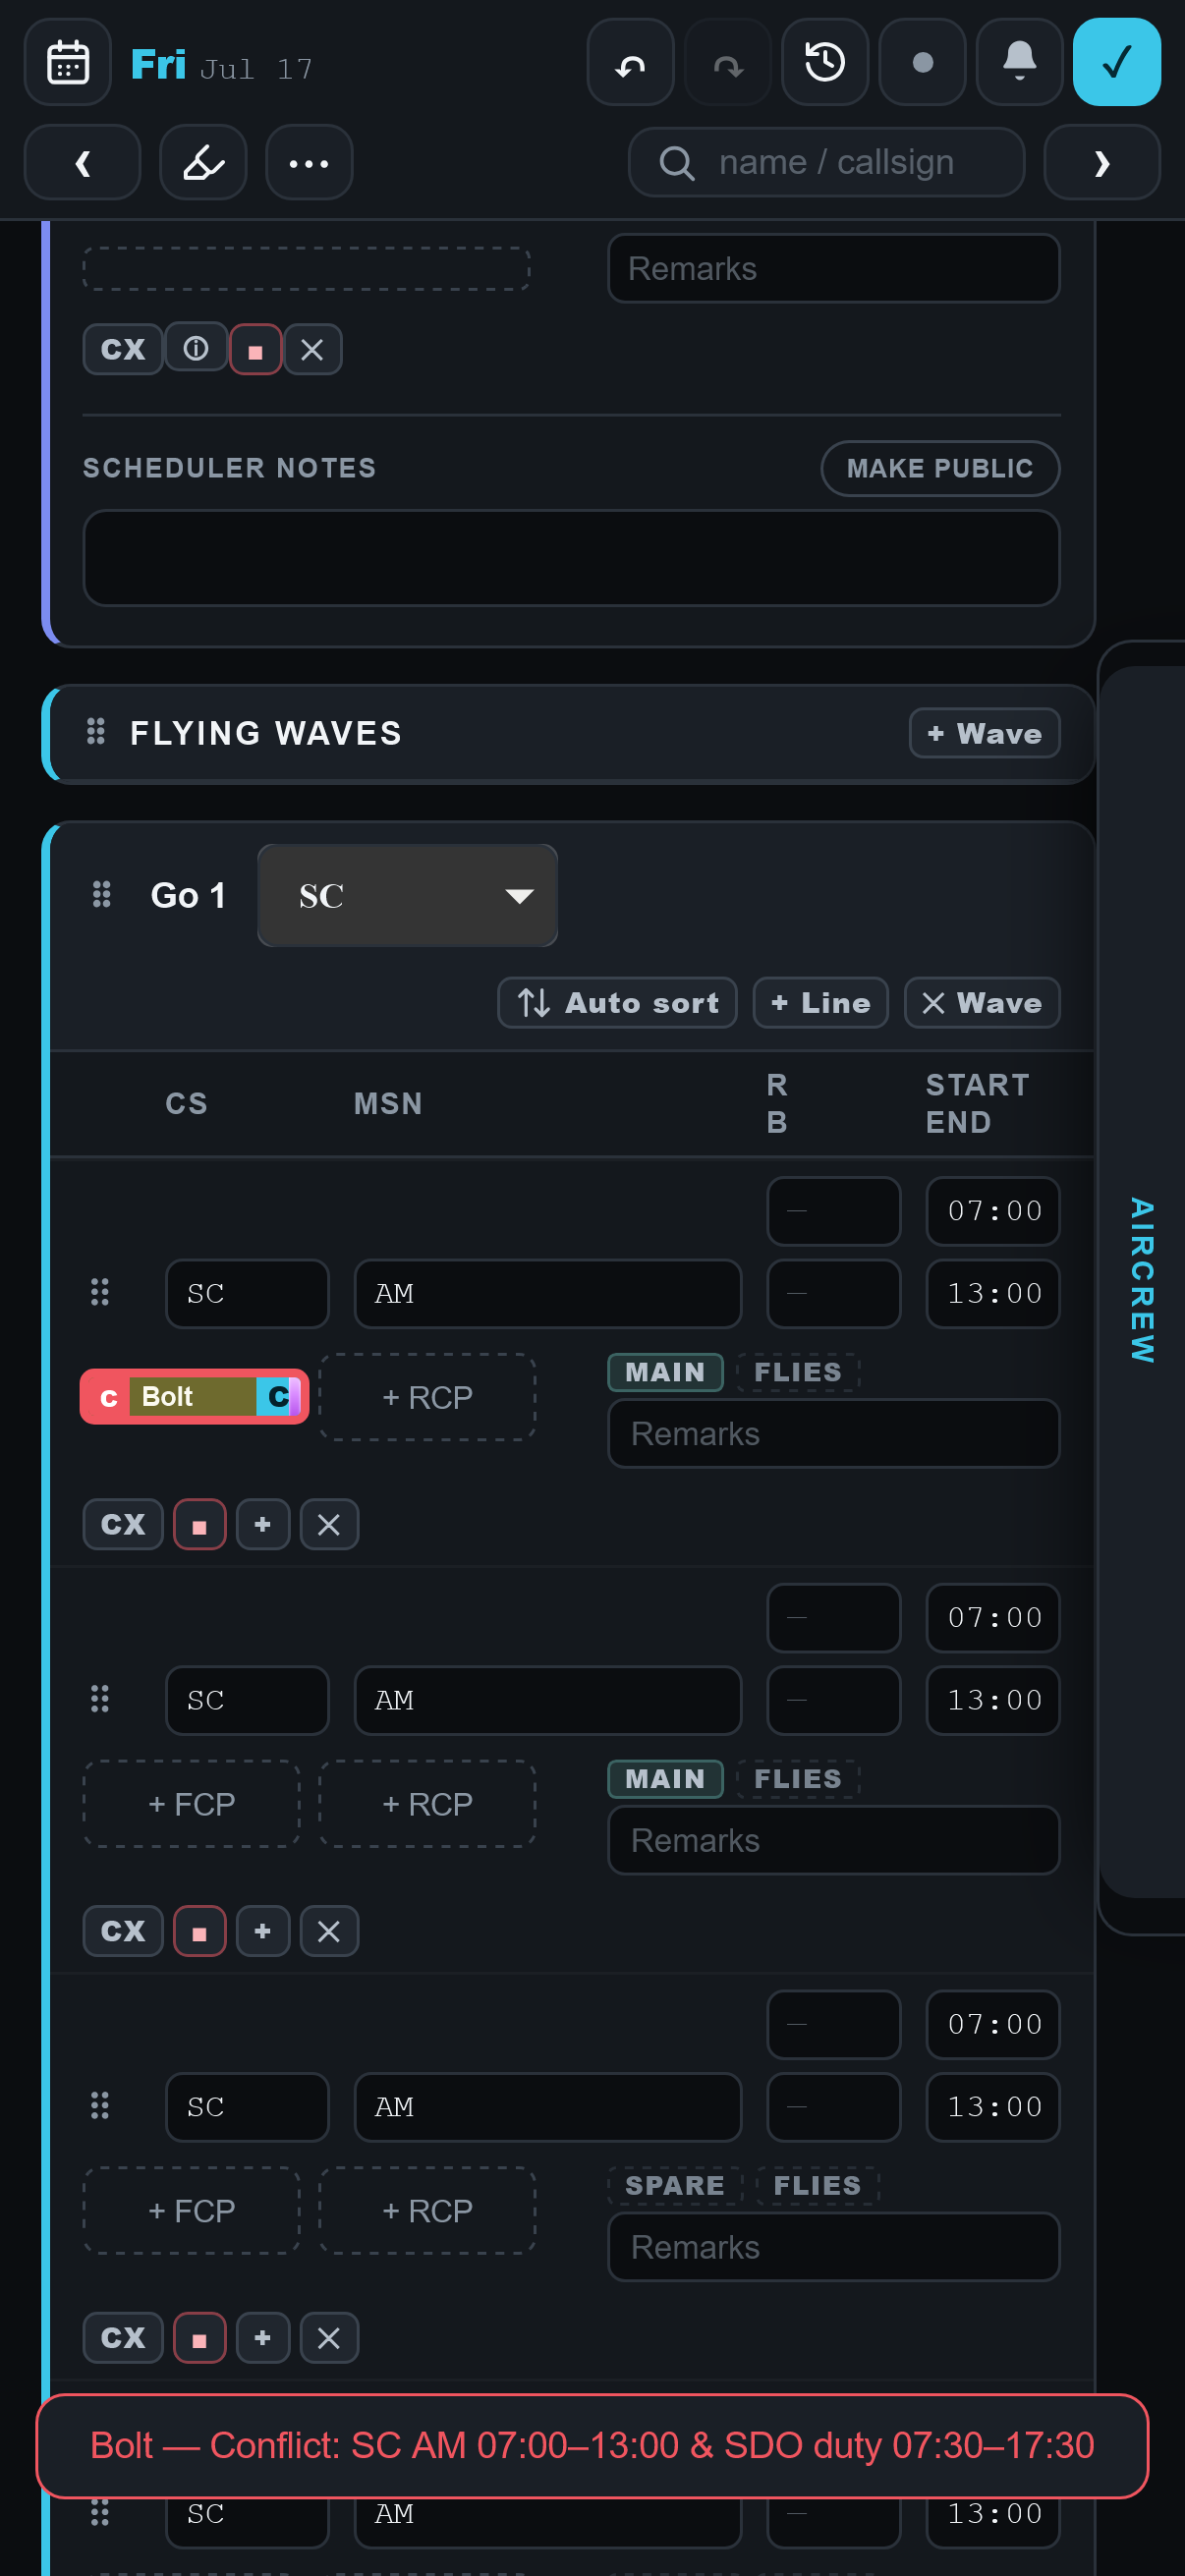 Fri Jul 17
name / callsign
Remarks
CX
SCHEDULER NOTES MAKE PUBLIC
FLYING WAVES + Wave
Go 1 SC
Auto sort + Line × Wave
CS MSN R B START END
— 07:00
SC AM — 13:00
c Bolt C + RCP MAIN FLIES
Remarks
CX + ×
— 07:00
SC AM — 13:00
+ FCP + RCP MAIN FLIES
Remarks
CX + ×
— 07:00
SC AM — 13:00
+ FCP + RCP SPARE FLIES
Remarks
CX + ×
Bolt — Conflict: SC AM 07:00–13:00 & SDO duty 07:30–17:30
SC AM — 13:00
AIRCREW